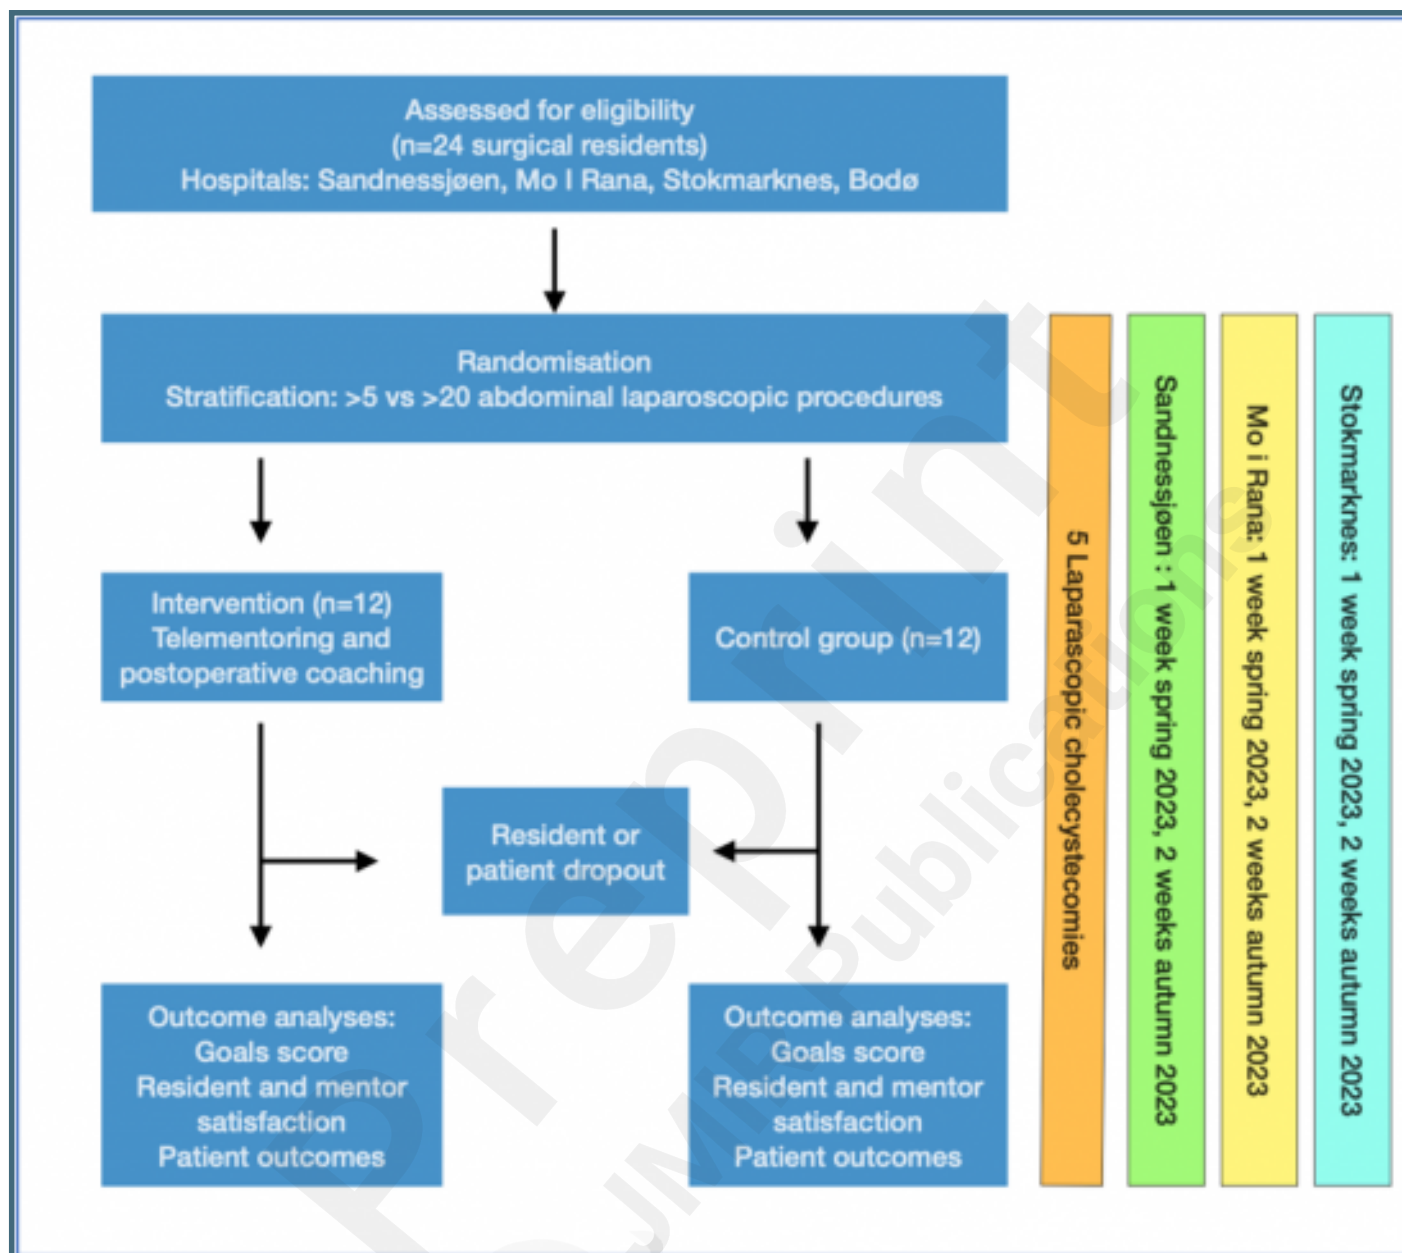 Assessed for eligibility
(n=24 surgical residents)
Hospitals: Sandnessjøen, Mo I Rana, Stokmarknes, Bodø
Randomisation
Stratification: >5 vs >20 abdominal laparoscopic procedures
Intervention (n=12)
Telementoring and
postoperative coaching
Control group (n=12)
Resident or
patient dropout
Outcome analyses:
Goals score
Resident and mentor
satisfaction
Patient outcomes
Outcome analyses:
Goals score
Resident and mentor
satisfaction
Patient outcomes
5 Laparascopic cholecystecomies
Sandnessjøen : 1 week spring 2023, 2 weeks autumn 2023
Mo i Rana: 1 week spring 2023, 2 weeks autumn 2023
Stokmarknes: 1 week spring 2023, 2 weeks autumn 2023
Preprint
JMIR Publications